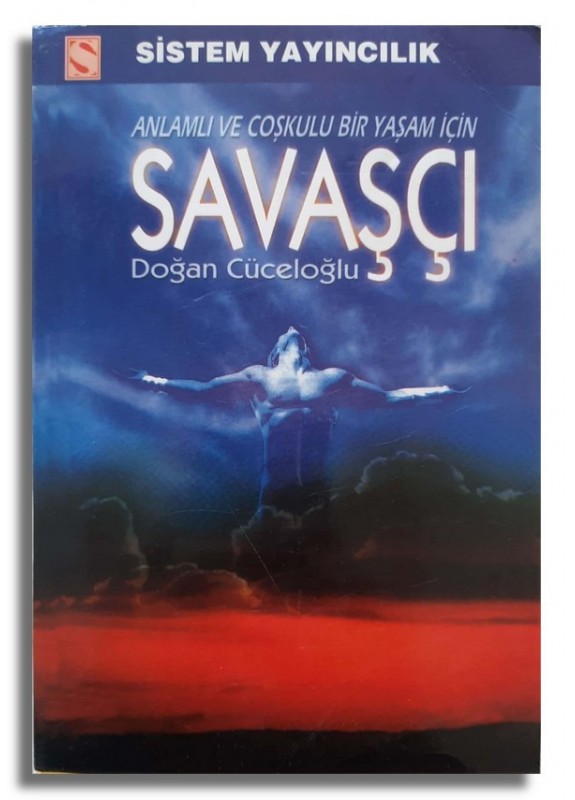 SİSTEM YAYINCILIK
ANLAMLI VE COŞKULU BİR YAŞAM İÇİN
SAVAŞÇI
Doğan Cüceloğlu